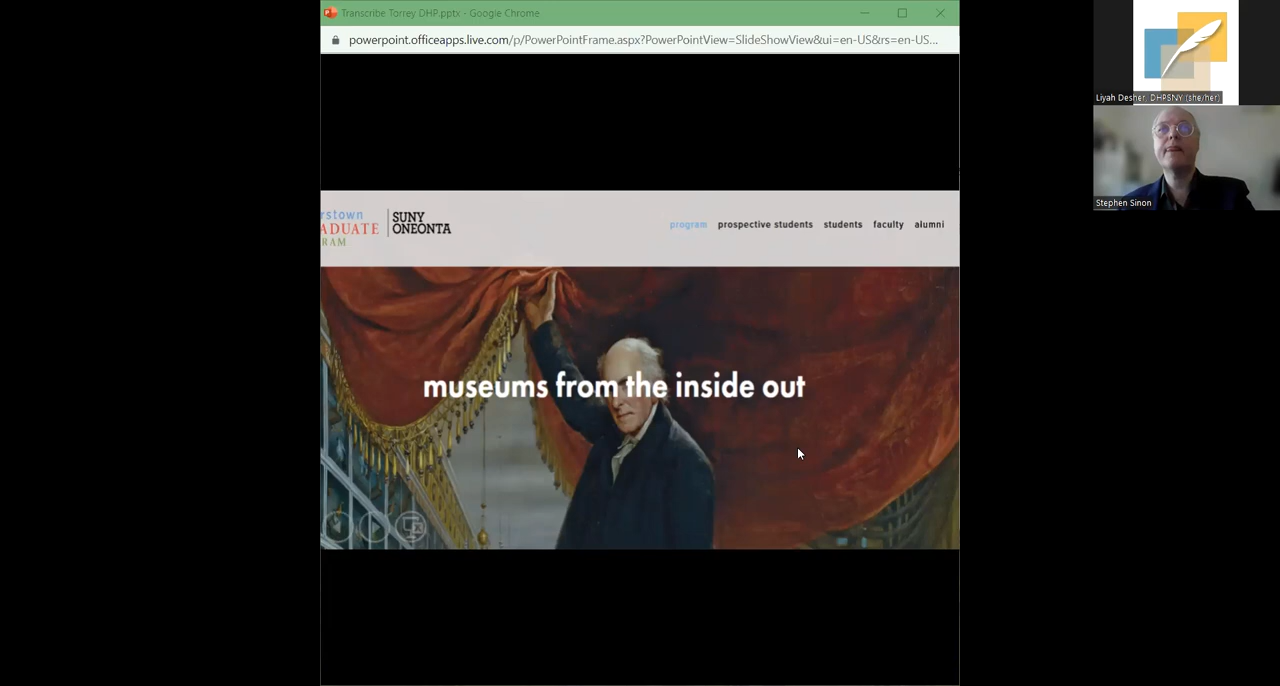 Transcribe Torrey DHP.pptx - Google Chrome
powerpoint.officeapps.live.com/p/PowerPointFrame.aspx?PowerPointView=SlideShowView&ui=en-US&rs=en-US...
rstown
ADUATE
RAM
SUNY
ONEONTA
program prospective students students faculty alumni
museums from the inside out
Liyah Desher, DHPSNY (she/her)
Stephen Sinon